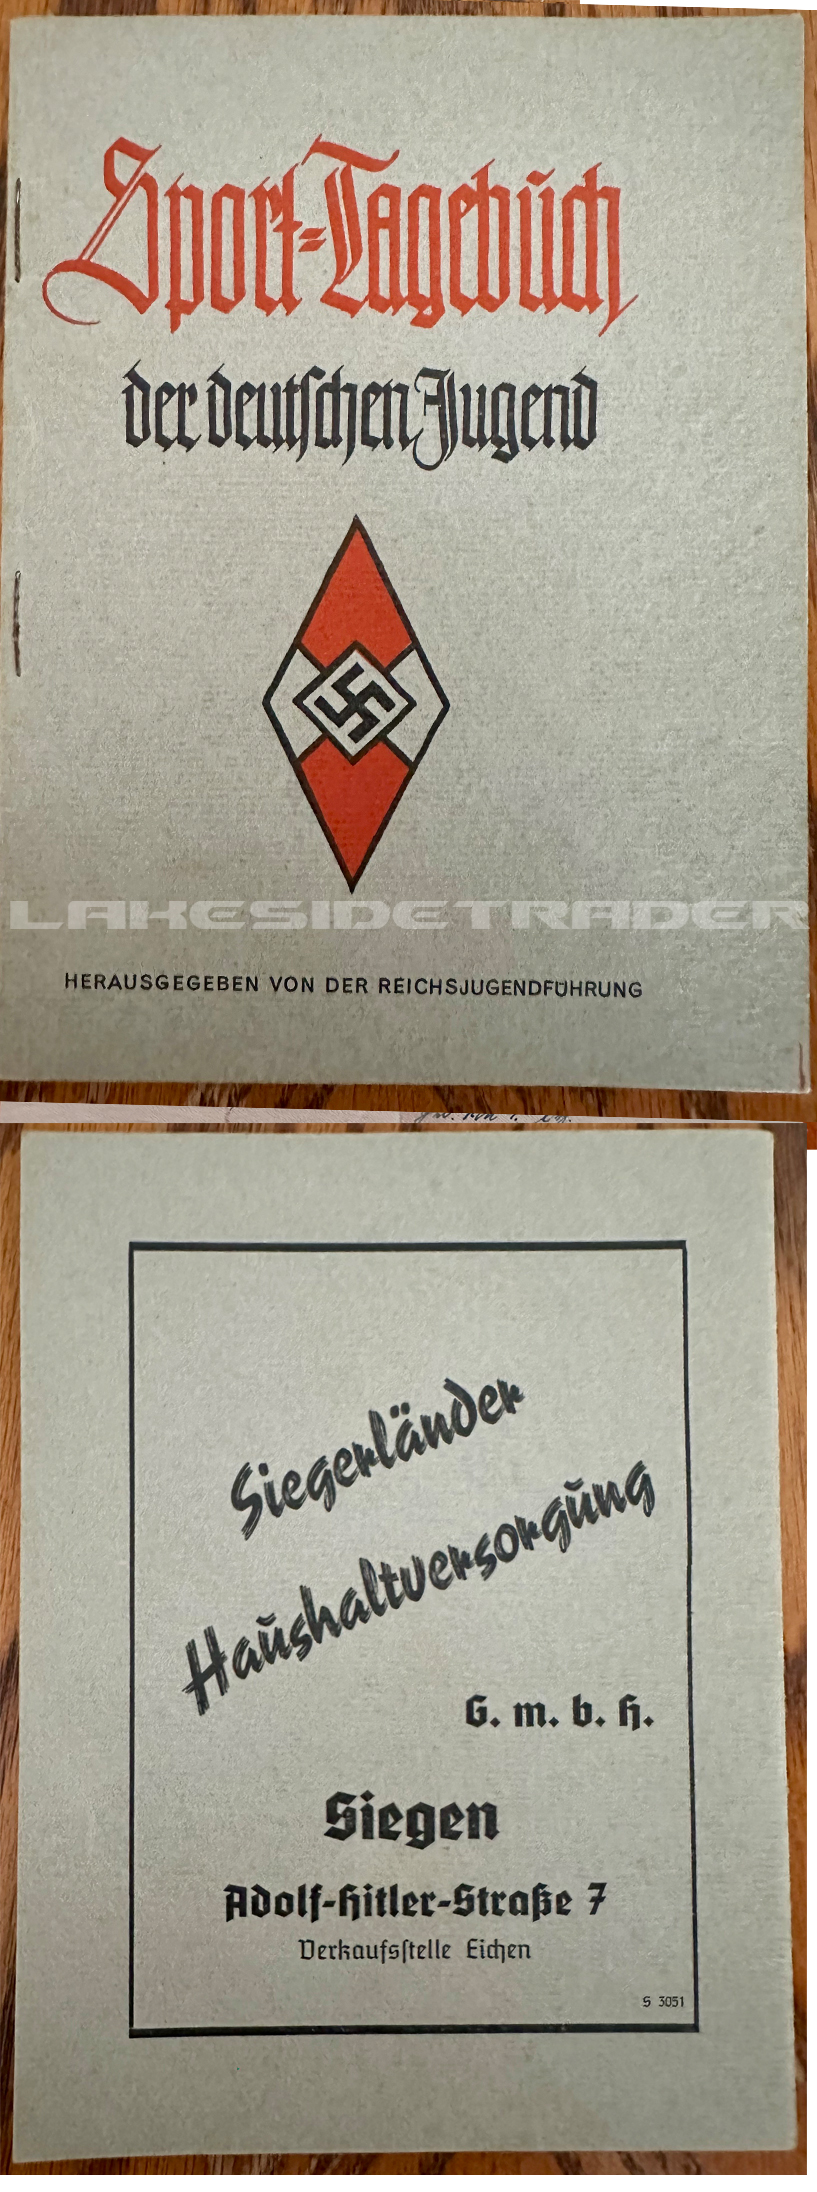 Sport-Tagebuch
der deutschen Jugend
LAKESIDETRADER
HERAUSGEGEBEN VON DER REICHSJUGENDFÜHRUNG
Siegerländer
Haushaltversorgung
G. m. b. H.
Siegen
Adolf-Hitler-Straße 7
Verkaufsstelle Eichen
S 3051